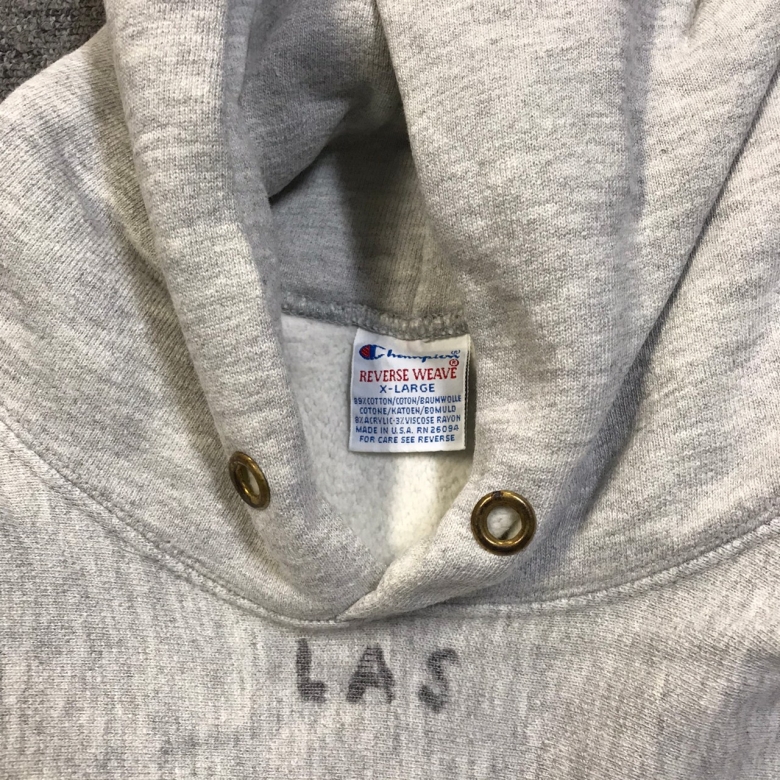 Champion
REVERSE WEAVE®
X-LARGE
89% COTTON/COTON/BAUMWOLLE
COTONE/KATOEN/BOMULD
8% ACRYLIC-3% VISCOSE RAYON
MADE IN U.S.A. RN 26094
FOR CARE SEE REVERSE
LAS